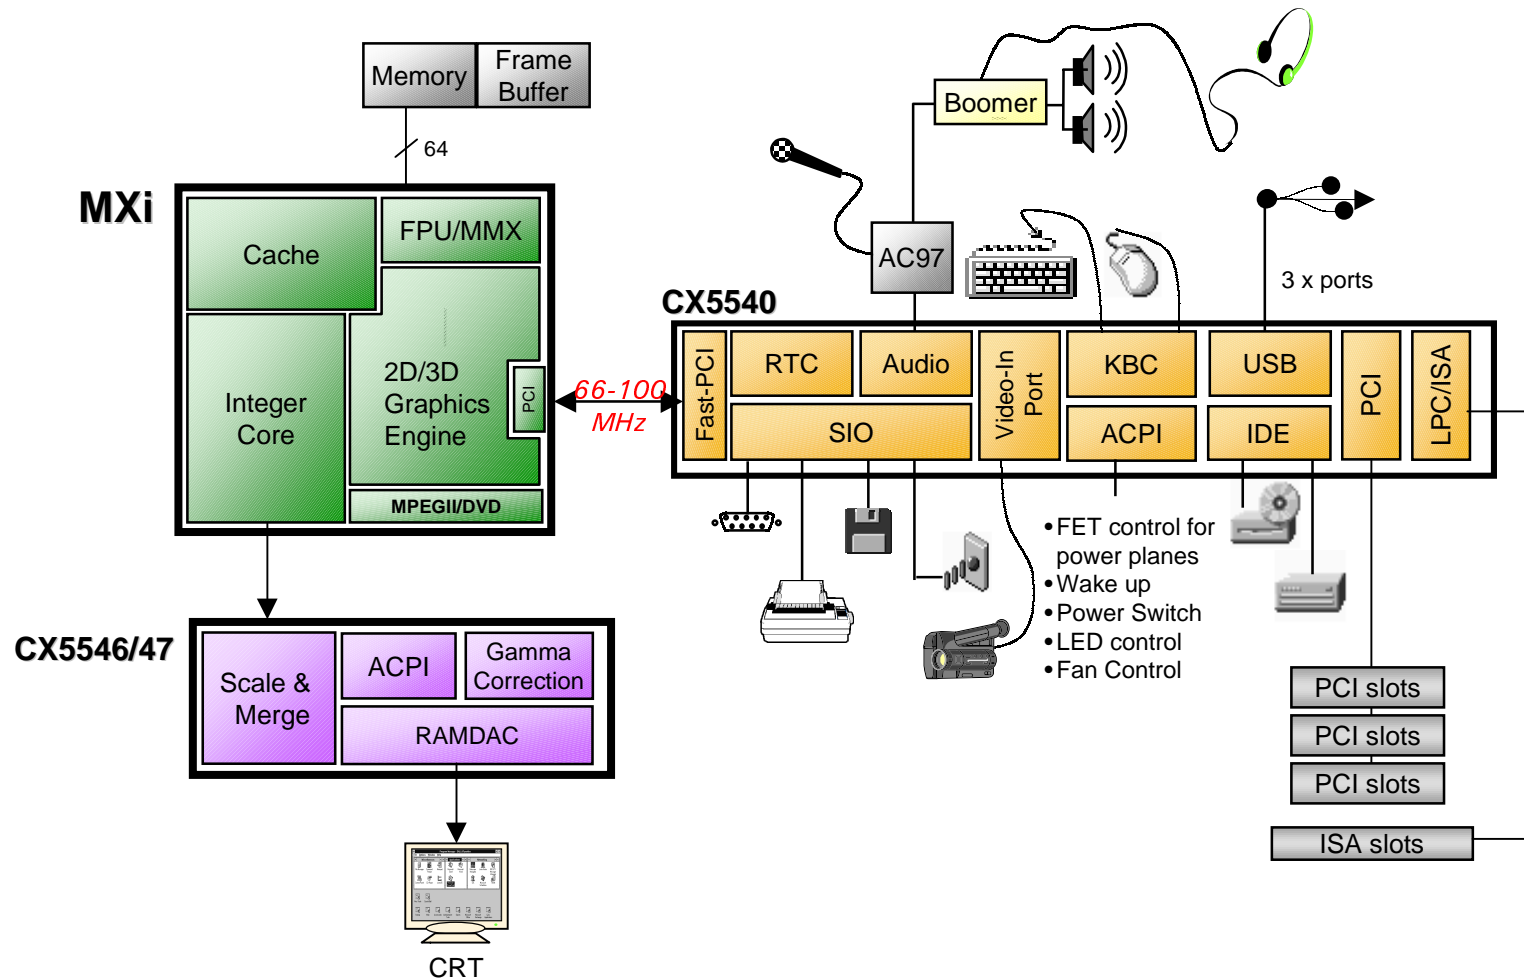 Memory
Frame
Buffer
64
MXi
Cache
FPU/MMX
2D/3D
Graphics
Engine
PCI
Integer
Core
MPEGII/DVD
66-100
MHz
Boomer
AC97
3 x ports
CX5540
Fast-PCI
RTC
Audio
SIO
Video-In
Port
KBC
ACPI
USB
IDE
PCI
LPC/ISA
•FET control for
power planes
•Wake up
•Power Switch
•LED control
•Fan Control
PCI slots
PCI slots
PCI slots
ISA slots
CX5546/47
Scale &
Merge
ACPI
Gamma
Correction
RAMDAC
CRT